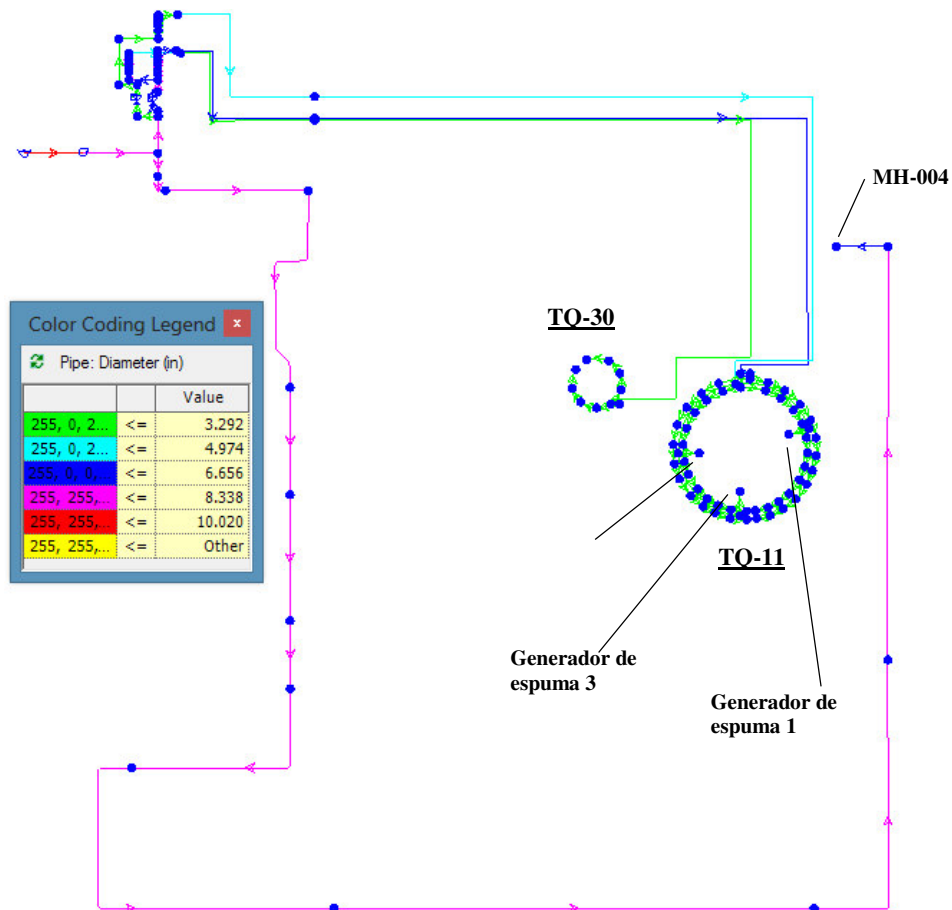 MH-004
TQ-30
Color Coding Legend x
Pipe: Diameter (in)
Value
255, 0, 2... <= 3.292
255, 0, 2... <= 4.974
255, 0, 0, <= 6.656
255, 255,... <= 8.338
255, 255,... <= 10.020
255, 255,... <= Other
TQ-11
Generador de
espuma 3
Generador de
espuma 1